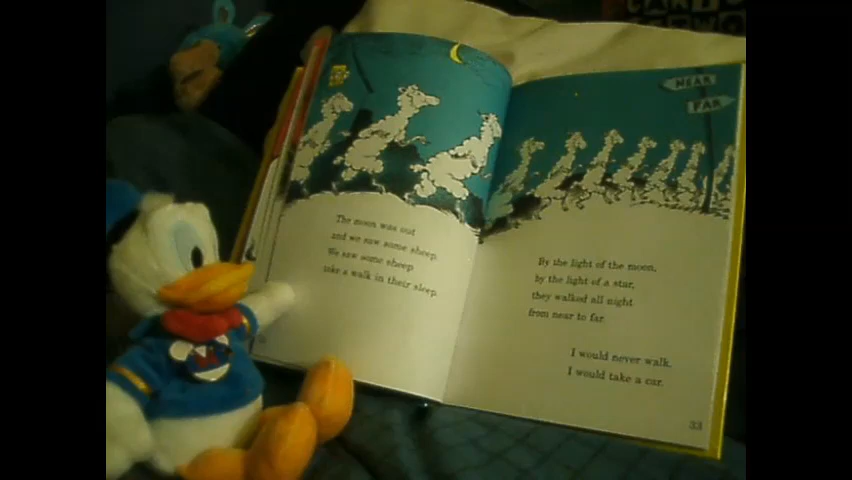 The moon was out
and we saw some sheep.
We saw some sheep
take a walk in their sleep.
NEAR
FAR
By the light of the moon,
by the light of a star,
they walked all night
from near to far
I would never walk.
I would take a car.
33